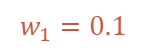 w₁ = 0.1